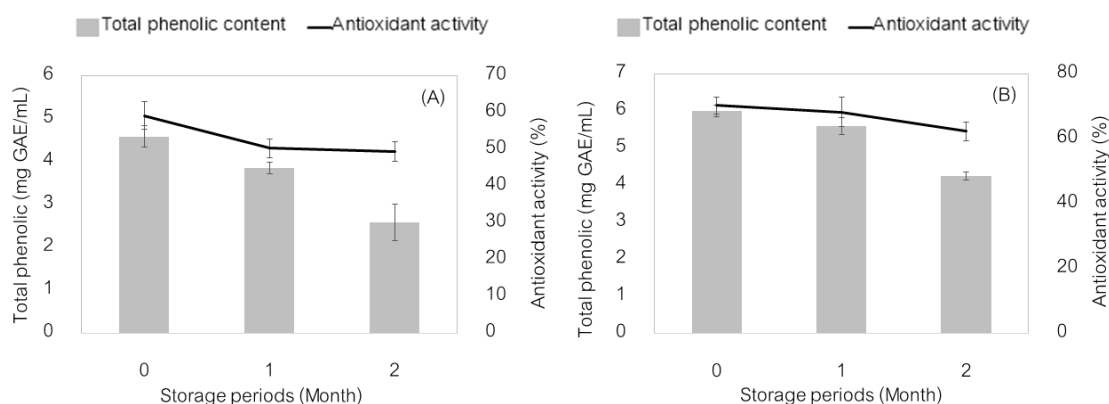 Total phenolic content Antioxidant activity
(A)
Total phenolic (mg GAE/mL)
6
5
4
3
2
1
0
70
60
50
40
30
20
10
0
Antioxidant activity (%)
0 1 2
Storage periods (Month)
Total phenolic content Antioxidant activity
(B)
Total phenolic (mg GAE/mL)
7
6
5
4
3
2
1
0
80
60
40
20
0
Antioxidant activity (%)
0 1 2
Storage periods (Month)